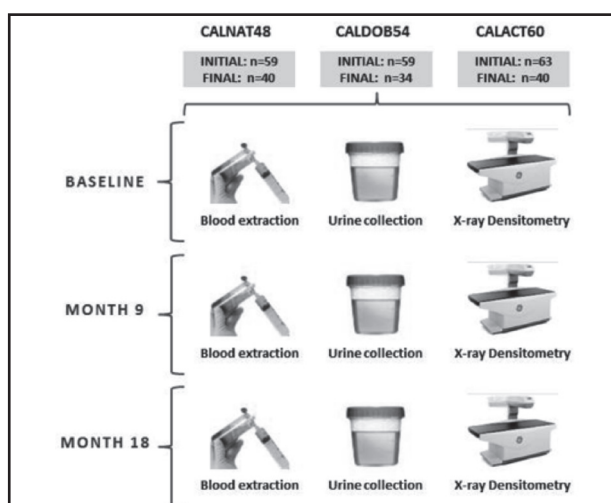 CALNAT48 CALDOB54 CALACT60
INITIAL: n=59 INITIAL: n=59 INITIAL: n=63
FINAL: n=40 FINAL: n=34 FINAL: n=40
BASELINE
Blood extraction Urine collection X-ray Densitometry
MONTH 9
Blood extraction Urine collection X-ray Densitometry
MONTH 18
Blood extraction Urine collection X-ray Densitometry